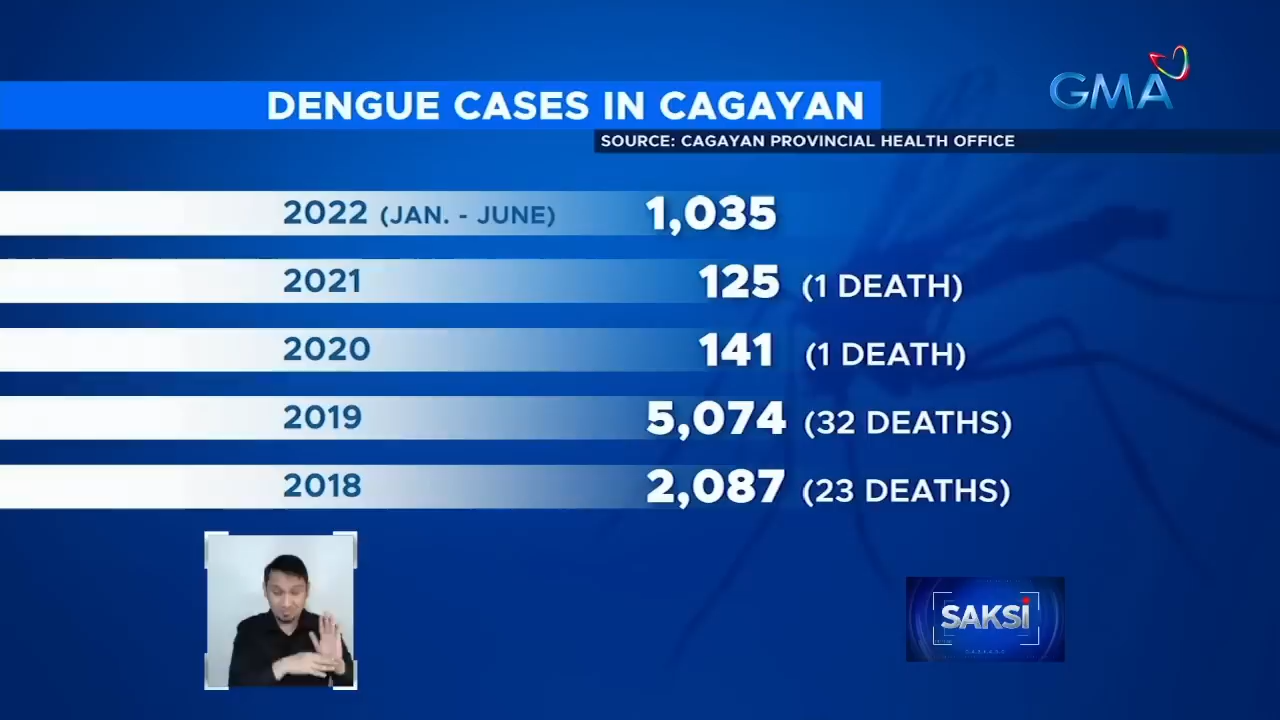 GMA
DENGUE CASES IN CAGAYAN
SOURCE: CAGAYAN PROVINCIAL HEALTH OFFICE
2022 (JAN. - JUNE) 1,035
2021 125 (1 DEATH)
2020 141 (1 DEATH)
2019 5,074 (32 DEATHS)
2018 2,087 (23 DEATHS)
SAKSI